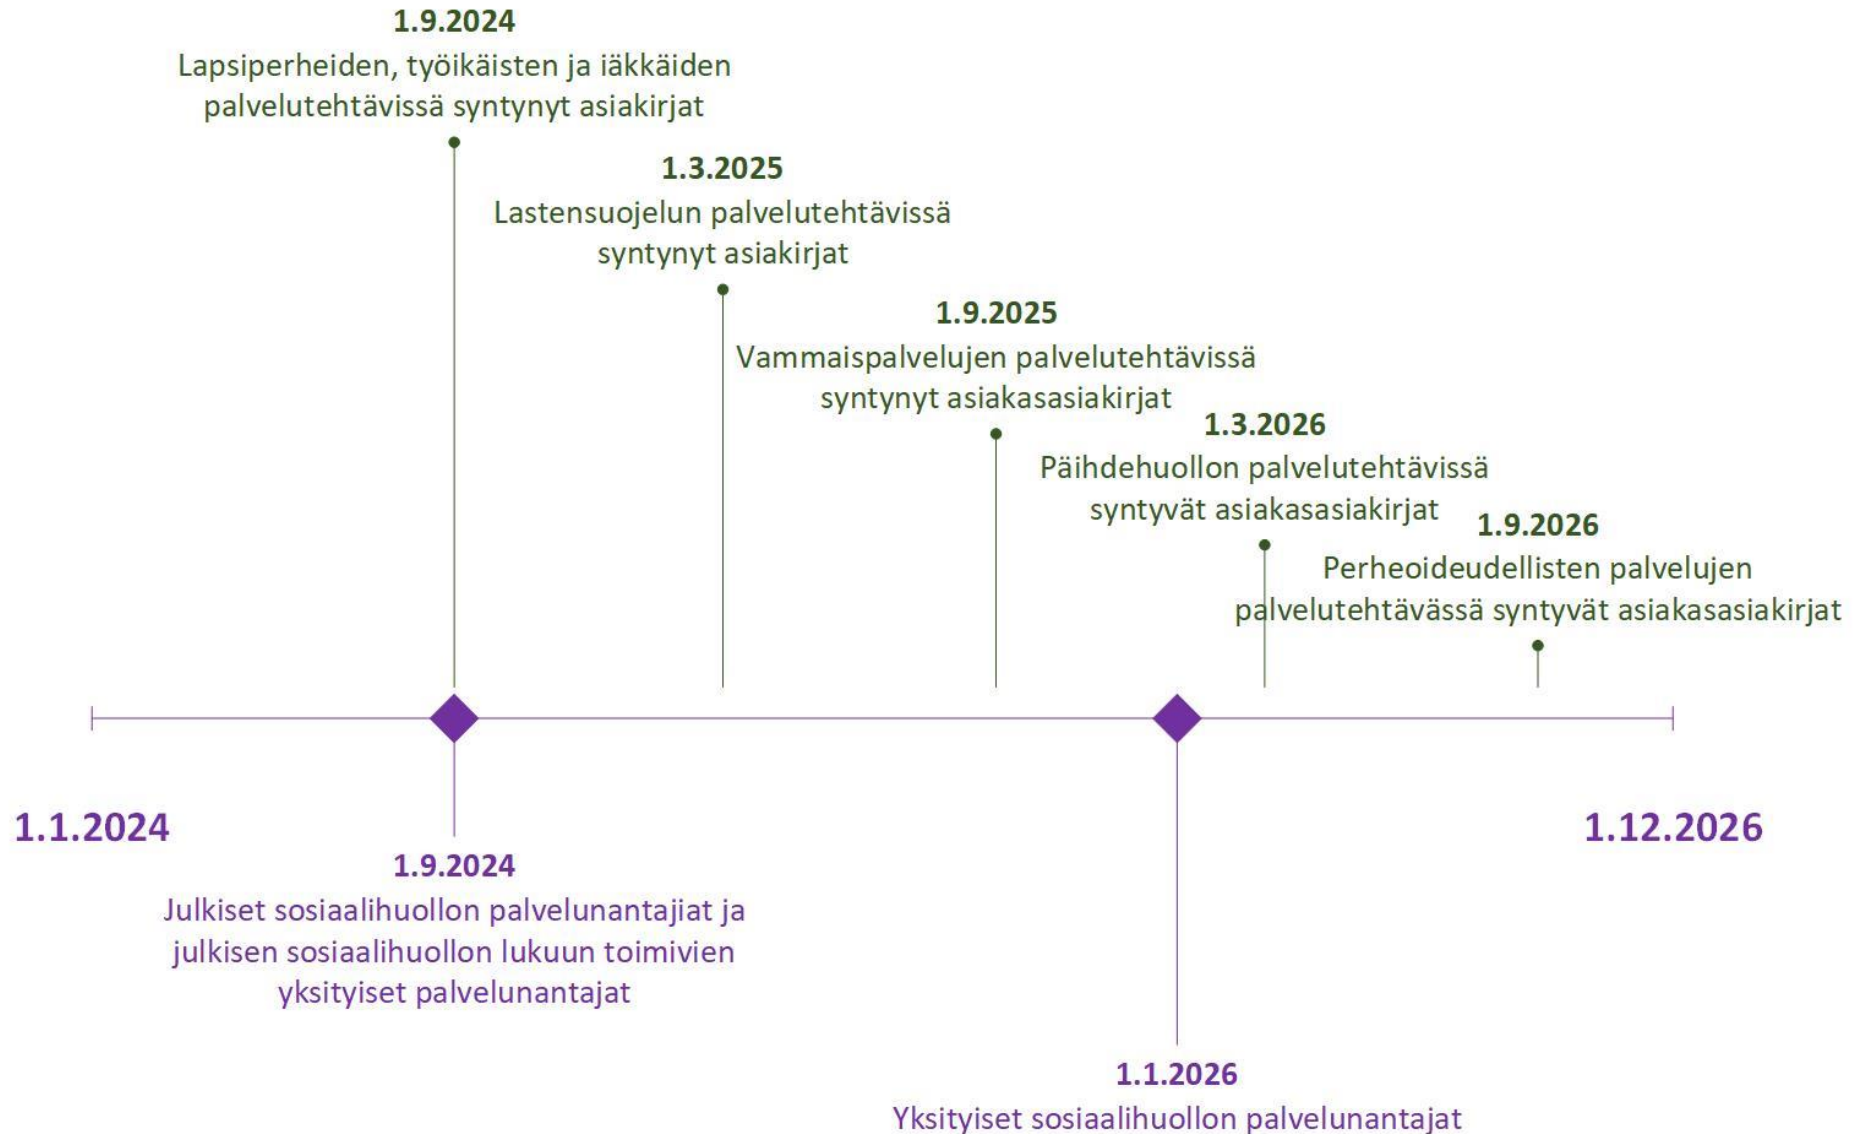 1.9.2024
Lapsiperheiden, työikäisten ja iäkkäiden
palvelutehtävissä syntynyt asiakirjat
1.3.2025
Lastensuojelun palvelutehtävissä
syntynyt asiakirjat
1.9.2025
Vammaispalvelujen palvelutehtävissä
syntynyt asiakasasiakirjat
1.3.2026
Päihdehuollon palvelutehtävissä
syntyvät asiakasasiakirjat
1.9.2026
Perheoideudellisten palvelujen
palvelutehtävässä syntyvät asiakasasiakirjat
1.1.2024
1.12.2026
1.9.2024
Julkiset sosiaalihuollon palvelunantajiat ja
julkisen sosiaalihuollon lukuun toimivien
yksityiset palvelunantajat
1.1.2026
Yksityiset sosiaalihuollon palvelunantajat